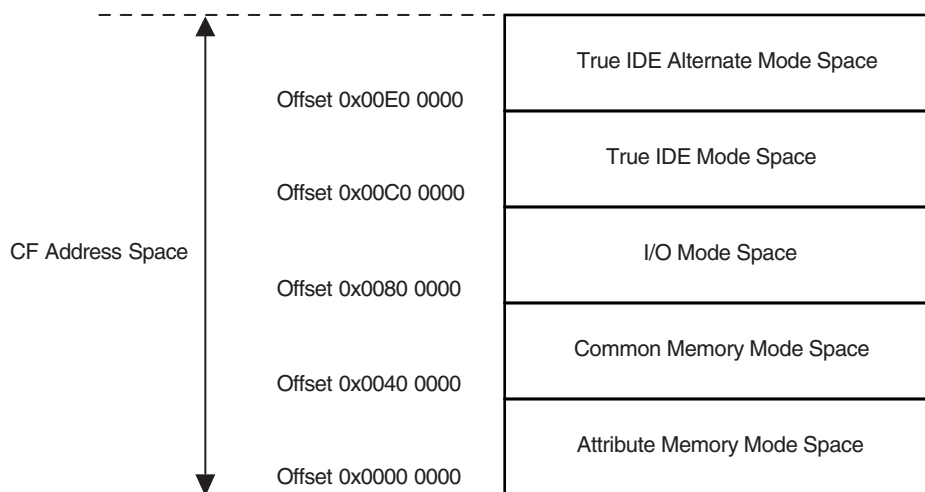 True IDE Alternate Mode Space
Offset 0x00E0 0000
True IDE Mode Space
Offset 0x00C0 0000
CF Address Space
I/O Mode Space
Offset 0x0080 0000
Common Memory Mode Space
Offset 0x0040 0000
Attribute Memory Mode Space
Offset 0x0000 0000